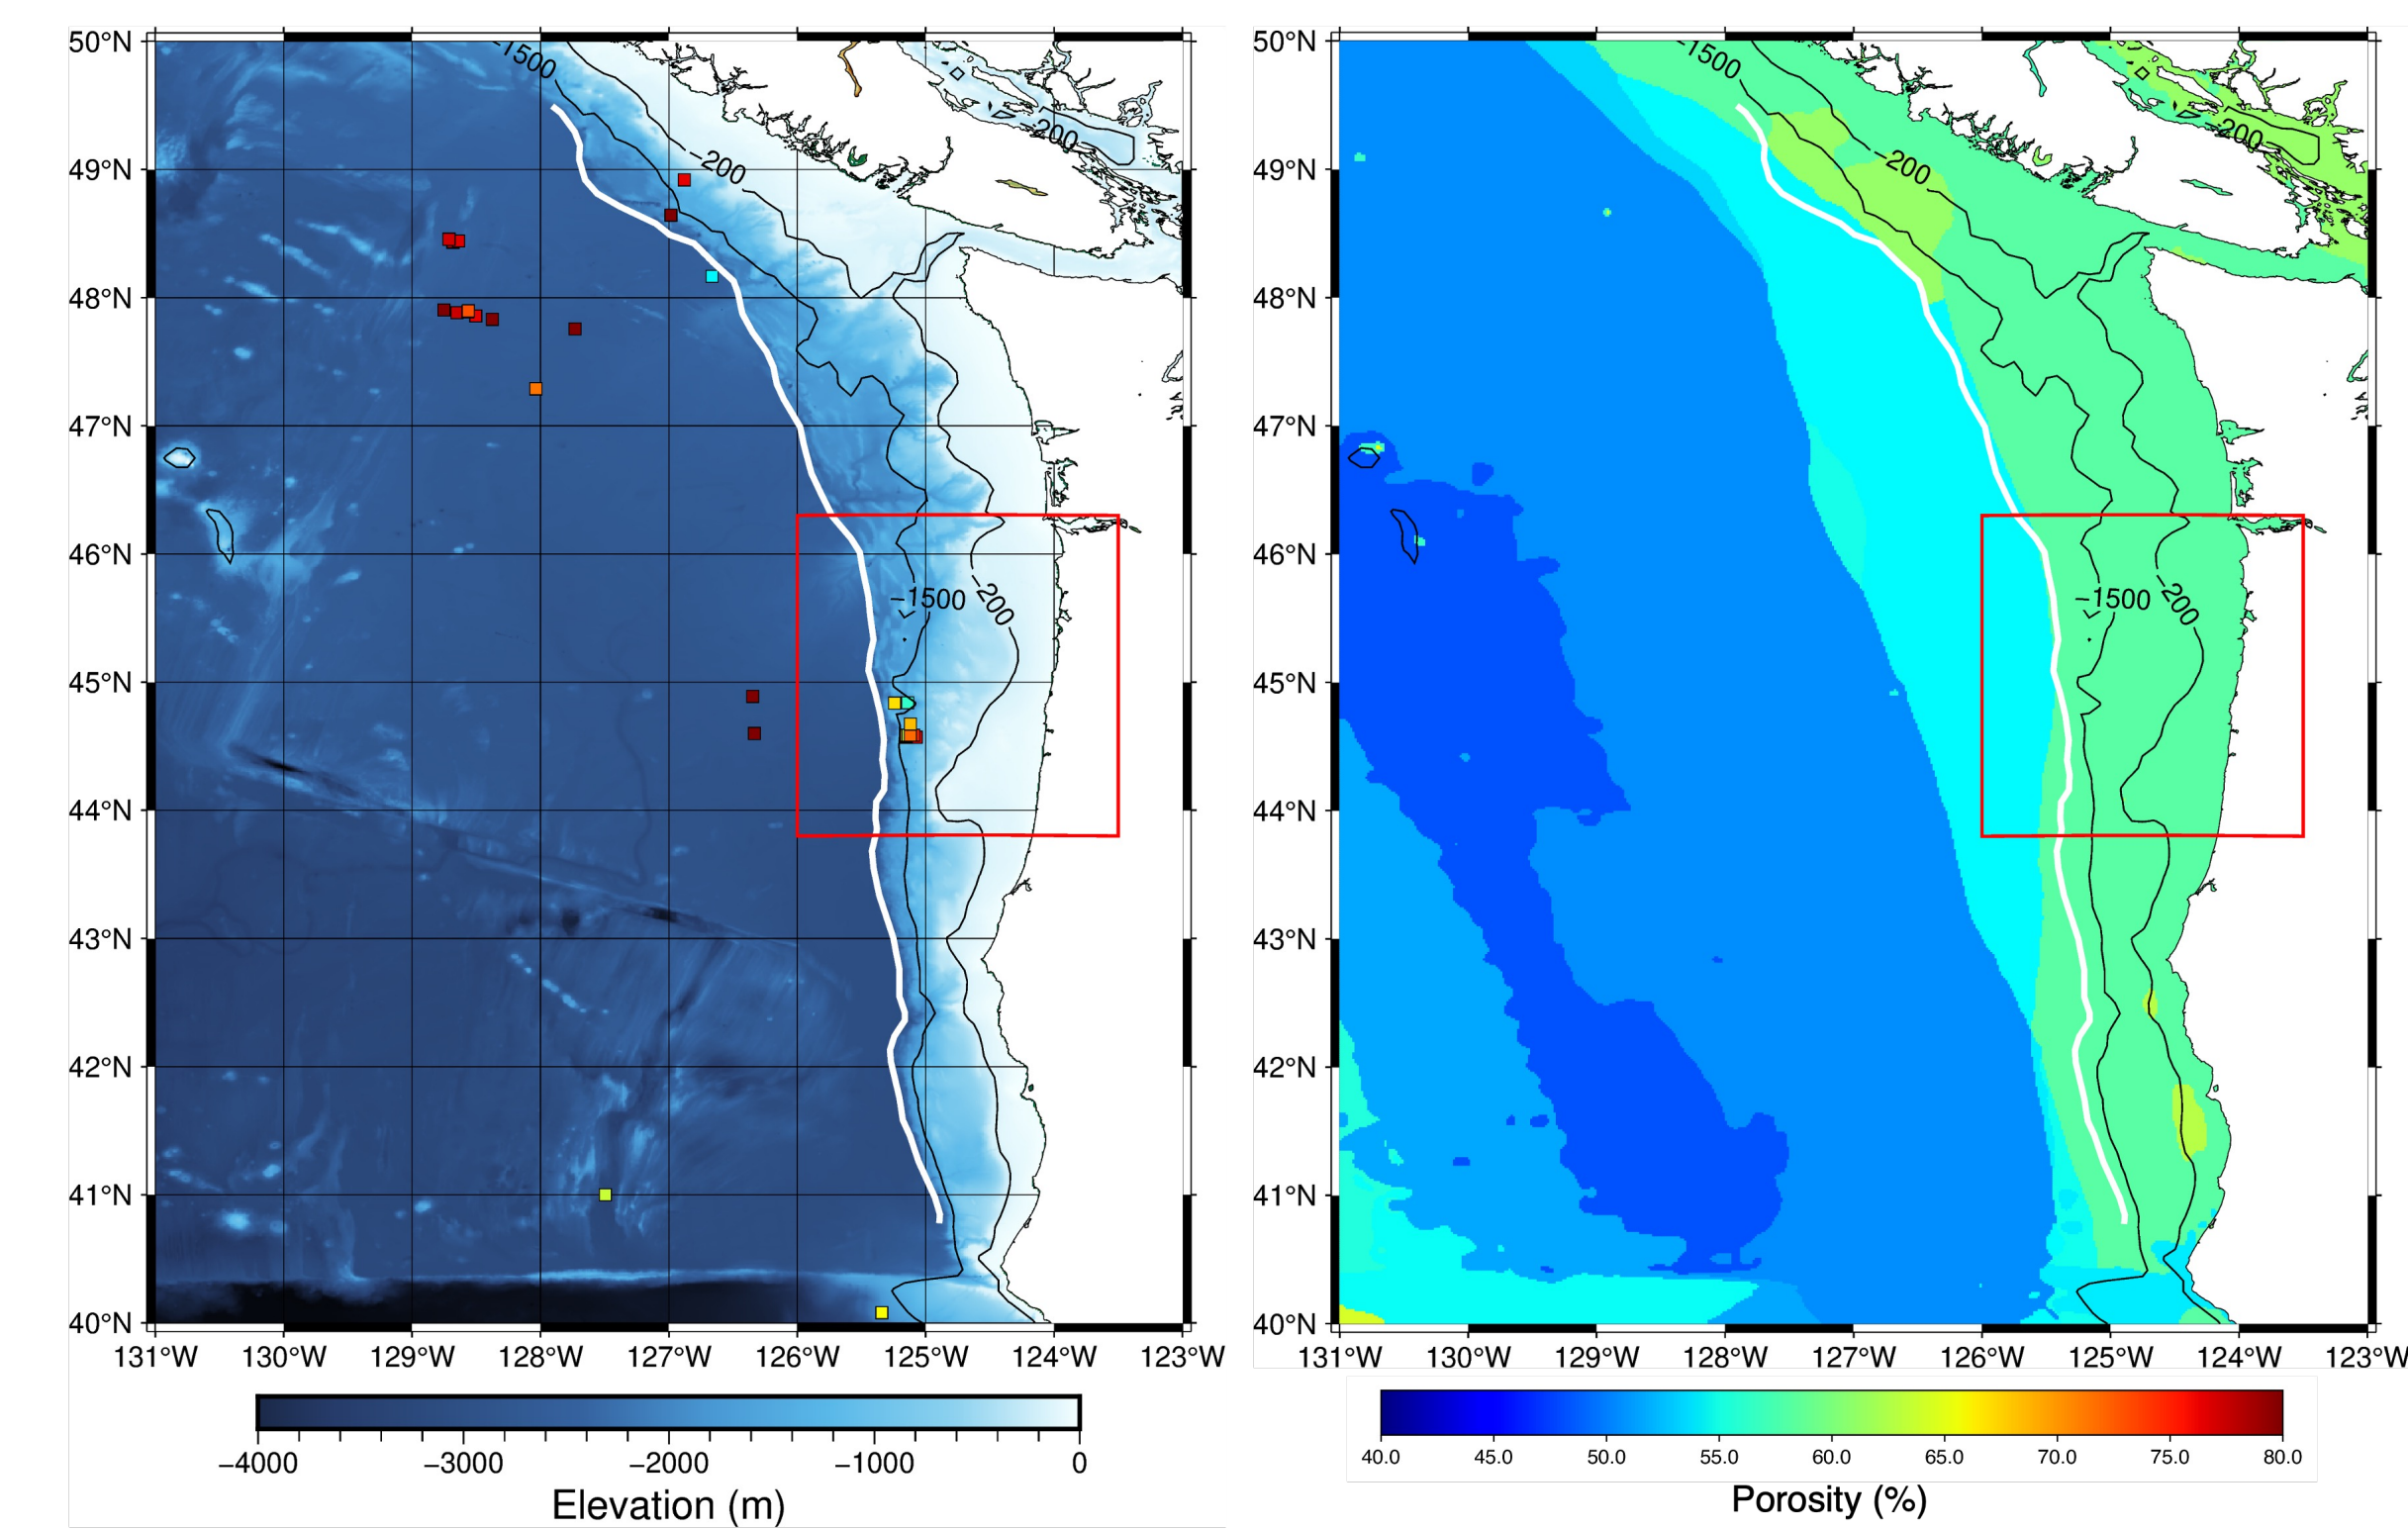 50°N
49°N
48°N
47°N
46°N
45°N
44°N
43°N
42°N
41°N
40°N
−1500
−200
−200
−1500
−200
131°W 130°W 129°W 128°W 127°W 126°W 125°W 124°W 123°W
−4000 −3000 −2000 −1000 0
Elevation (m)
50°N
49°N
48°N
47°N
46°N
45°N
44°N
43°N
42°N
41°N
40°N
−1500
−200
−200
−1500
−200
131°W 130°W 129°W 128°W 127°W 126°W 125°W 124°W 123°W
40.0 45.0 50.0 55.0 60.0 65.0 70.0 75.0 80.0
Porosity (%)